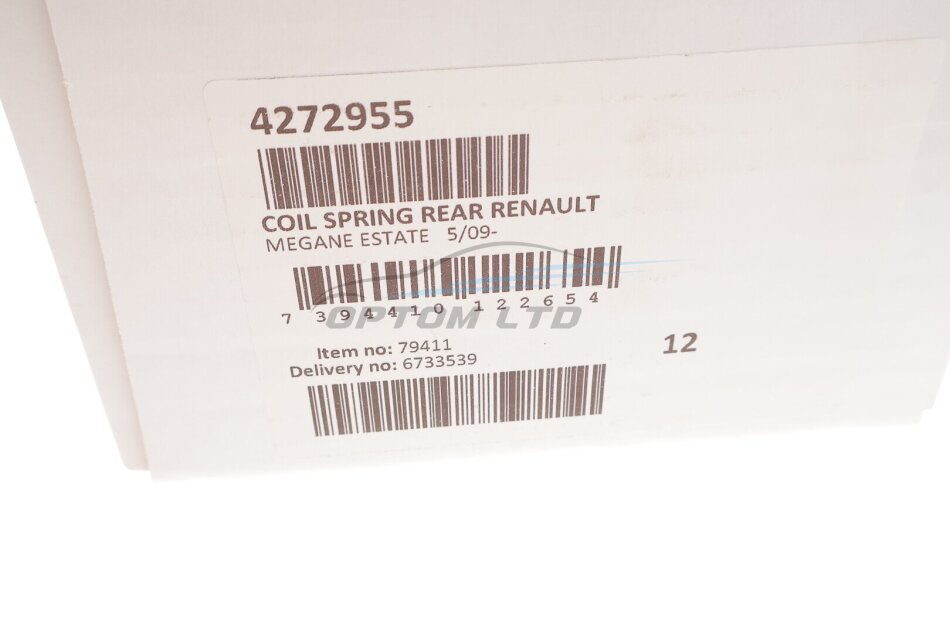 4272955
COIL SPRING REAR RENAULT
MEGANE ESTATE 5/09-
7 394410 122654
OPTOM LTD
Item no: 79411
Delivery no: 6733539
12